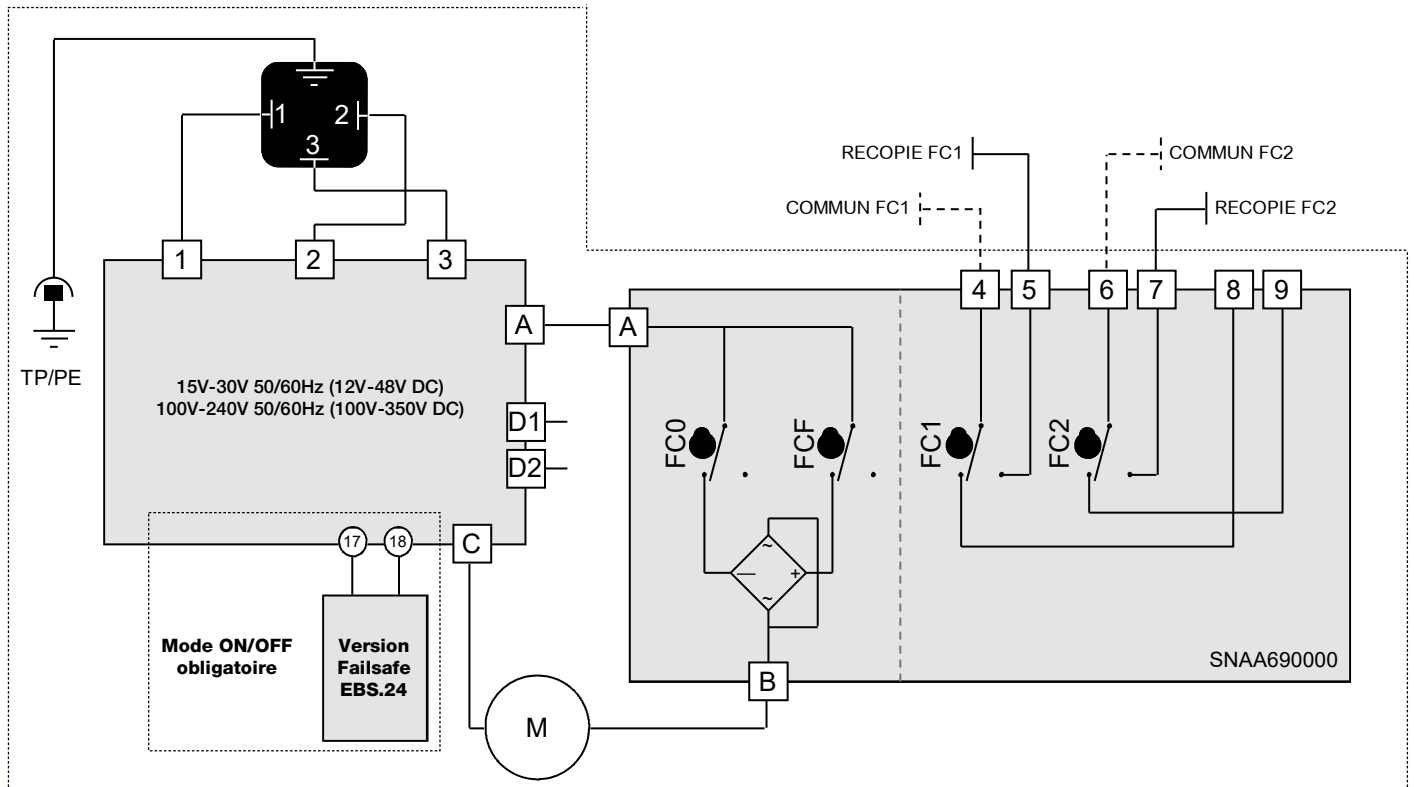 1
2
3
RECOPIE FC1
COMMUN FC2
COMMUN FC1
RECOPIE FC2
1
2
3
4
5
6
7
8
9
A
A
TP/PE
15V-30V 50/60Hz (12V-48V DC)
100V-240V 50/60Hz (100V-350V DC)
D1
D2
FC0
FCF
FC1
FC2
~
— +
~
17
18
C
Mode ON/OFF
obligatoire
Version
Failsafe
EBS.24
SNAA690000
B
M